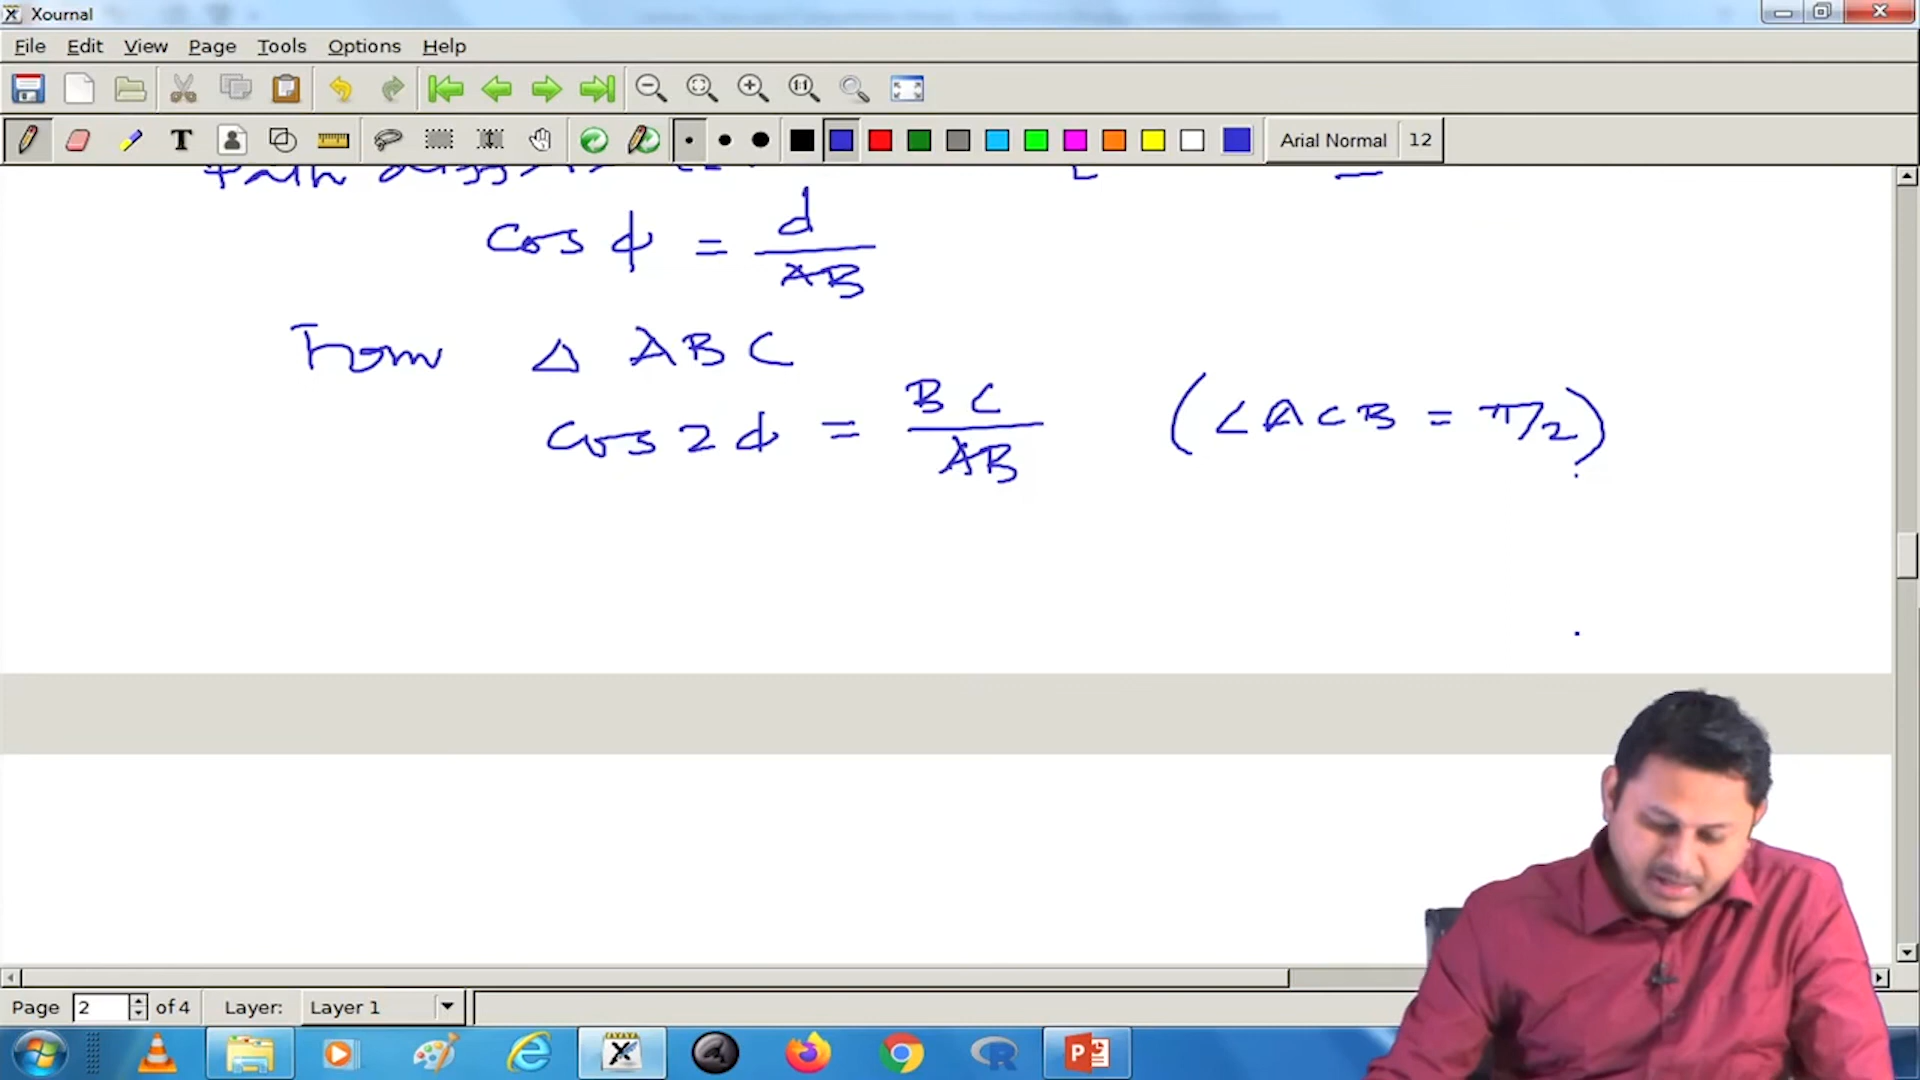 Xournal
File Edit View Page Tools Options Help
Arial Normal 12
Path
cos φ = d / AB
From Δ ABC
cos 2φ = BC / AB (∠ACB = π/2)
Page 2 of 4 Layer: Layer 1